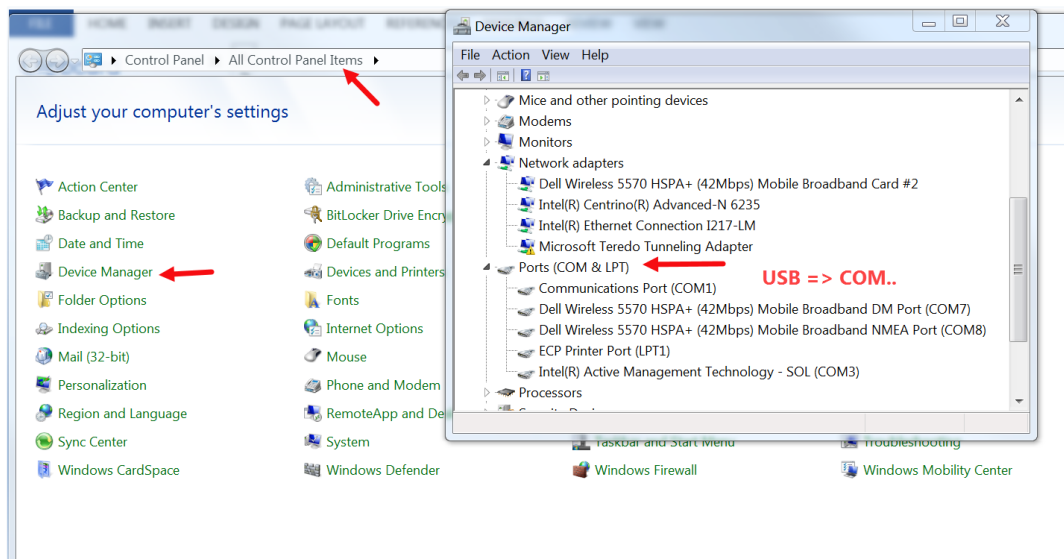 FILE HOME INSERT DESIGN PAGE LAYOUT VIEW
Control Panel All Control Panel Items
Adjust your computer's settings
Action Center
Administrative Tools
Backup and Restore
BitLocker Drive Encry
Date and Time
Default Programs
Device Manager
Devices and Printers
Folder Options
Fonts
Indexing Options
Internet Options
Mail (32-bit)
Mouse
Personalization
Phone and Modem
Region and Language
RemoteApp and De
Sync Center
System
Taskbar and Start Menu
Troubleshooting
Windows CardSpace
Windows Defender
Windows Firewall
Windows Mobility Center
Device Manager
File Action View Help
Mice and other pointing devices
Modems
Monitors
Network adapters
Dell Wireless 5570 HSPA+ (42Mbps) Mobile Broadband Card #2
Intel(R) Centrino(R) Advanced-N 6235
Intel(R) Ethernet Connection I217-LM
Microsoft Teredo Tunneling Adapter
Ports (COM & LPT)
USB => COM..
Communications Port (COM1)
Dell Wireless 5570 HSPA+ (42Mbps) Mobile Broadband DM Port (COM7)
Dell Wireless 5570 HSPA+ (42Mbps) Mobile Broadband NMEA Port (COM8)
ECP Printer Port (LPT1)
Intel(R) Active Management Technology - SOL (COM3)
Processors